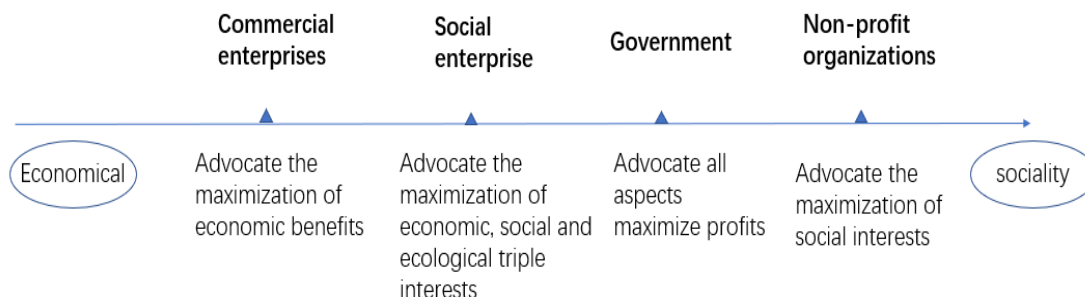 Commercial
enterprises
Social
enterprise
Government
Non-profit
organizations
Economical
Advocate the
maximization of
economic benefits
Advocate the
maximization of
economic, social and
ecological triple
interests
Advocate all
aspects
maximize profits
Advocate the
maximization of
social interests
sociality